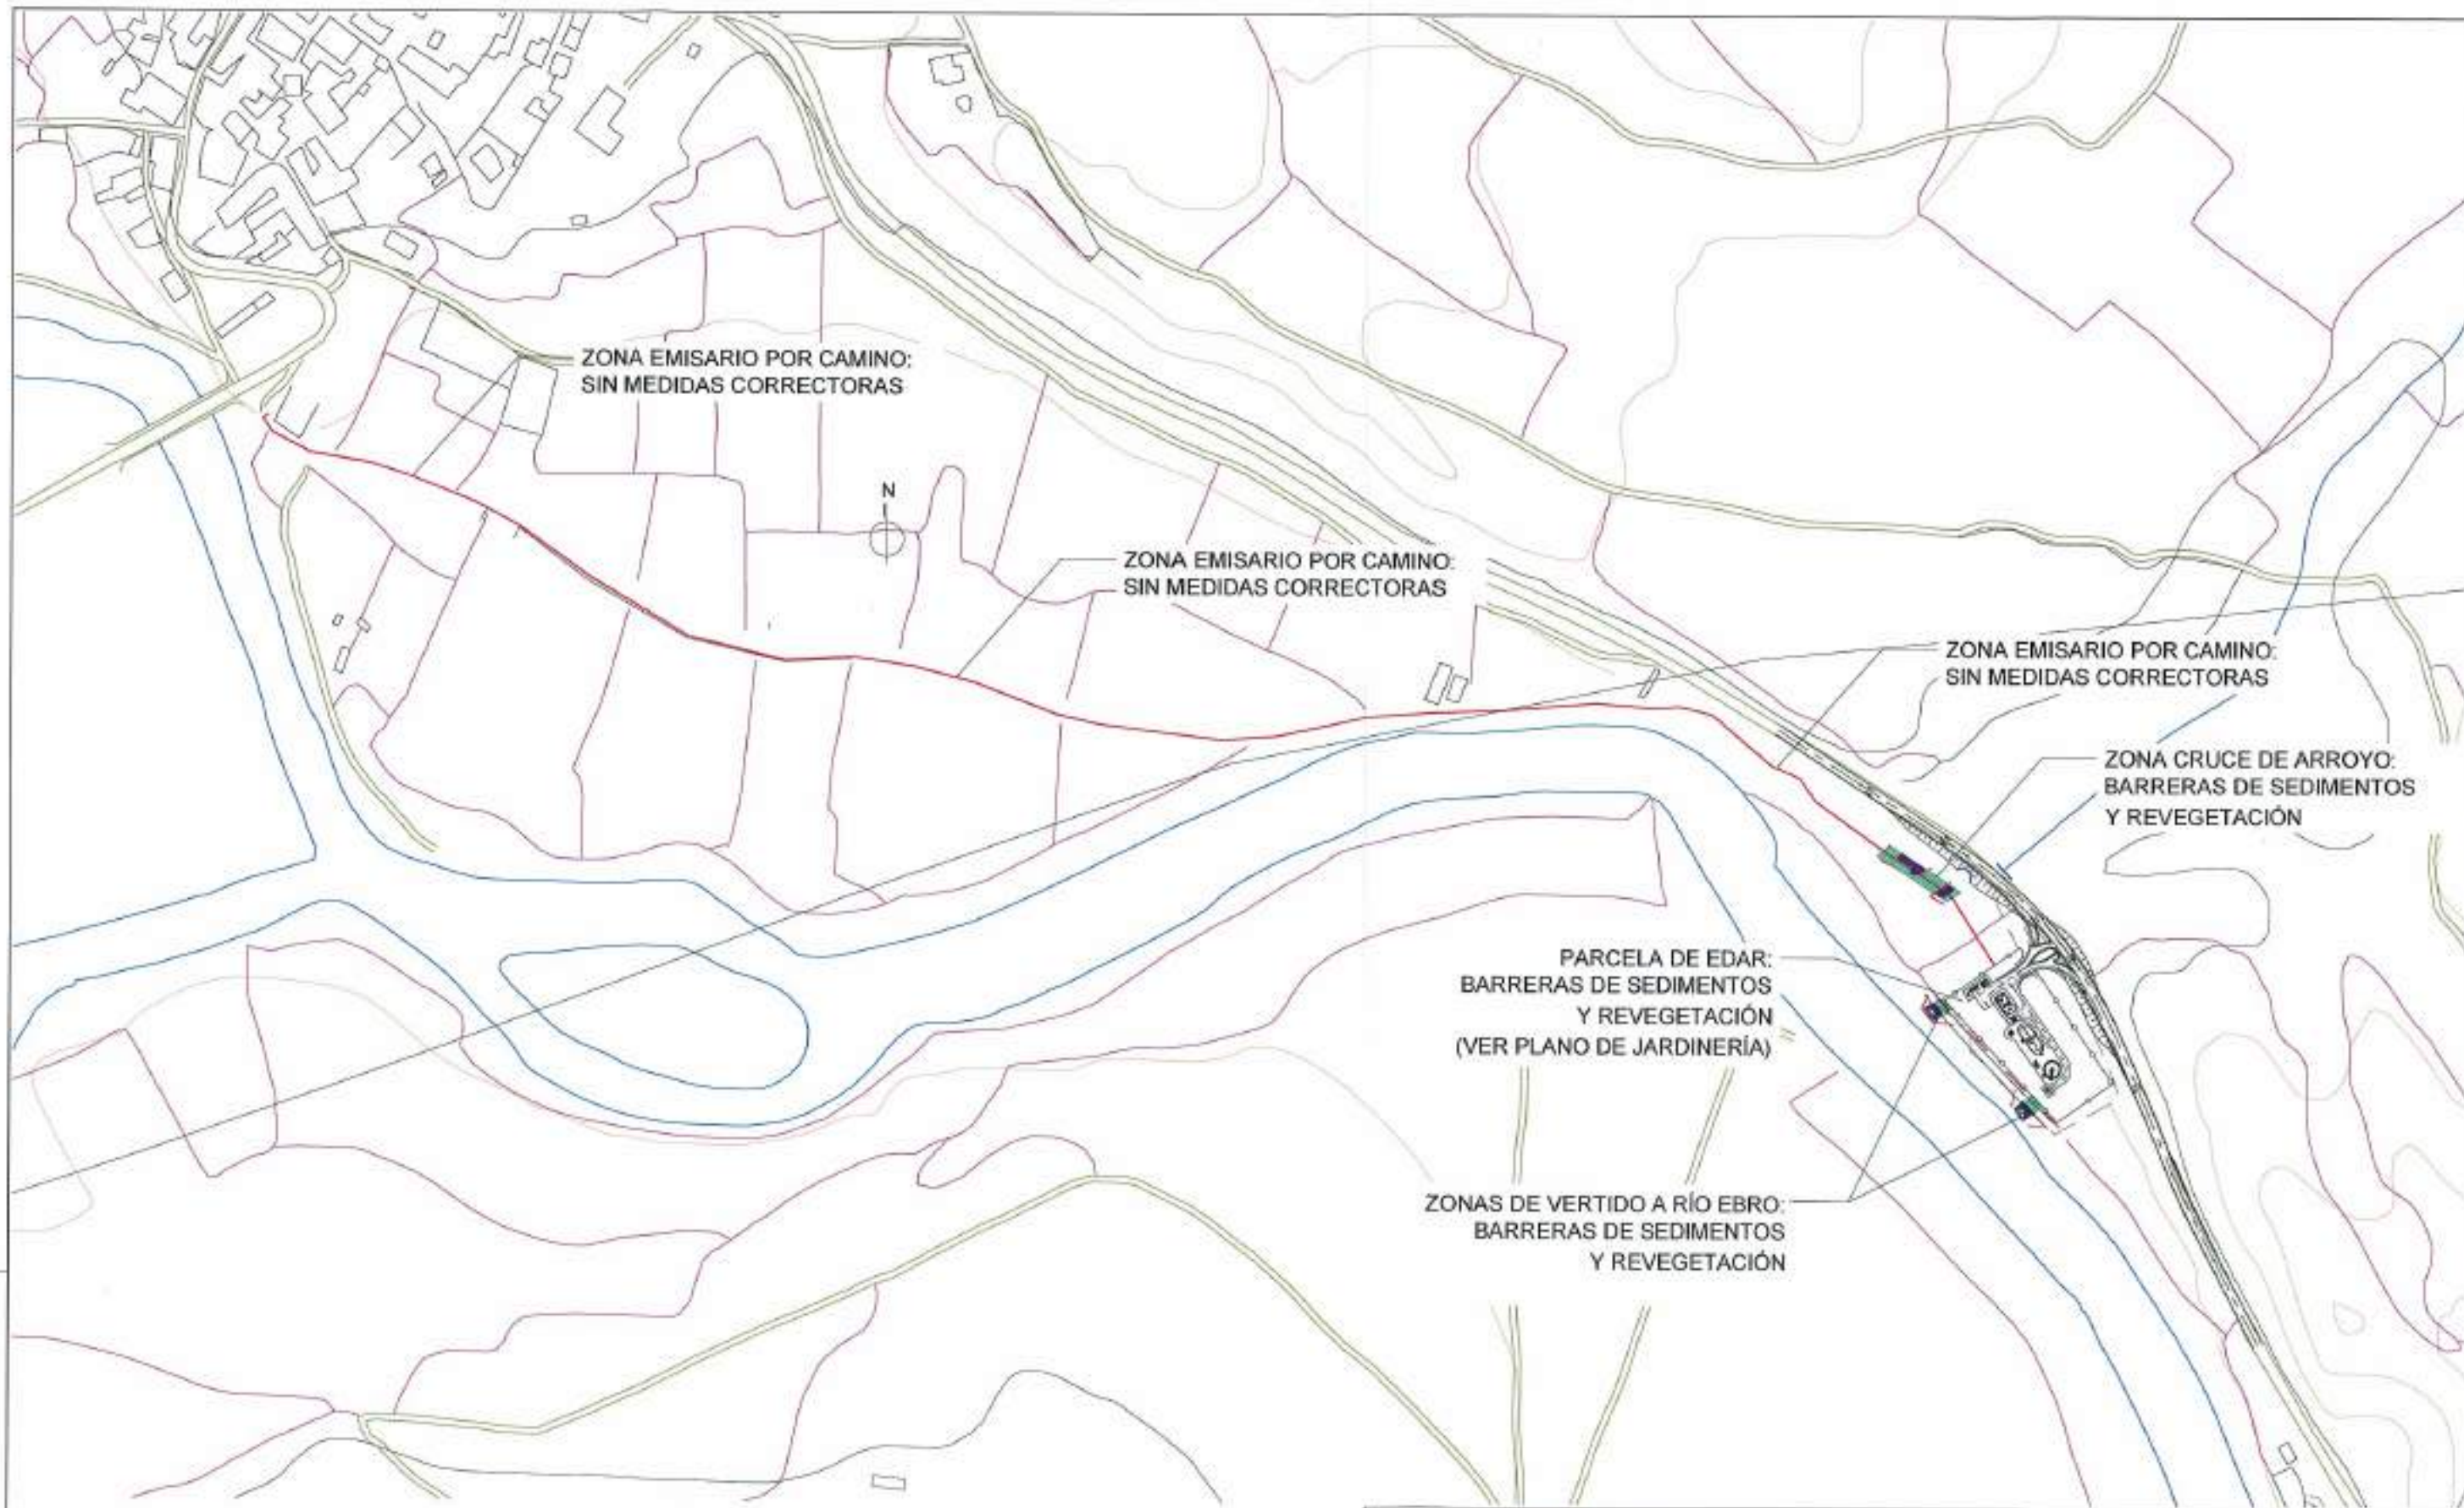 ZONA EMISARIO POR CAMINO:
SIN MEDIDAS CORRECTORAS
N
ZONA EMISARIO POR CAMINO:
SIN MEDIDAS CORRECTORAS
ZONA EMISARIO POR CAMINO:
SIN MEDIDAS CORRECTORAS
ZONA CRUCE DE ARROYO:
BARRERAS DE SEDIMENTOS
Y REVEGETACIÓN
PARCELA DE EDAR:
BARRERAS DE SEDIMENTOS
Y REVEGETACIÓN
(VER PLANO DE JARDINERÍA)
ZONAS DE VERTIDO A RÍO EBRO:
BARRERAS DE SEDIMENTOS
Y REVEGETACIÓN